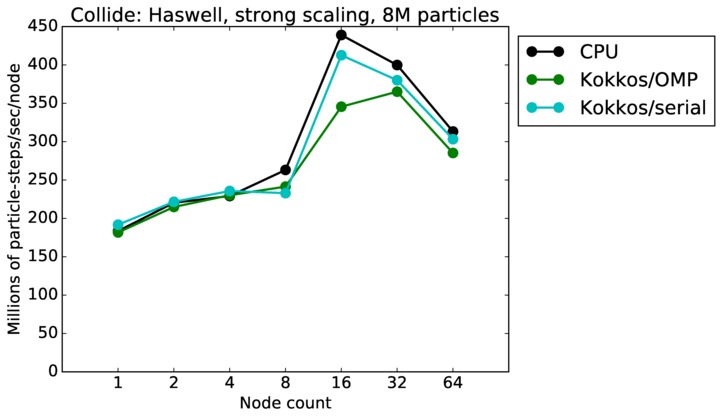 Collide: Haswell, strong scaling, 8M particles
450
400
350
300
250
200
150
100
50
0
Millions of particle-steps/sec/node
1 2 4 8 16 32 64
Node count
CPU
Kokkos/OMP
Kokkos/serial